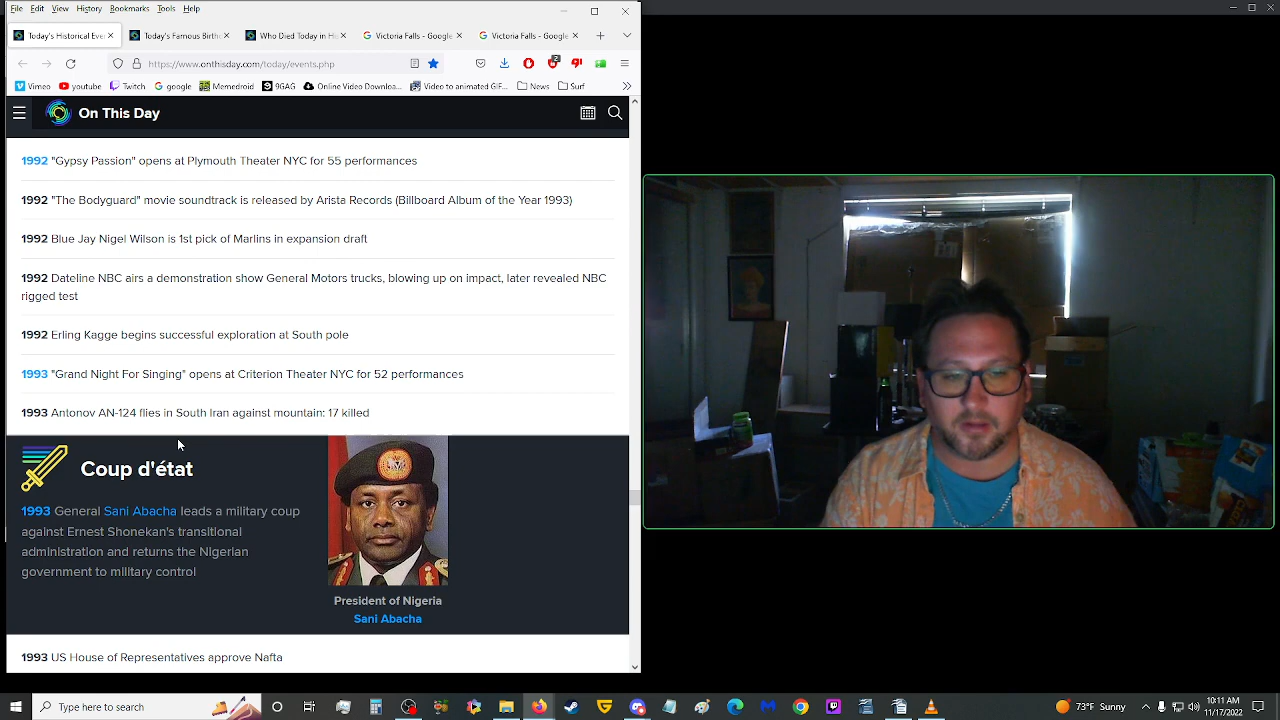 File Edit View History Bookmarks Tools Help
Today's Historical Eve
Today's Famous Birth
Who Died Today in Hi
Victoria Falls - Google
Victoria Falls - Google
https://www.onthisday.com/today/events.php
2
Vimeo
youtube
Twitch
google
Memedroid
9GAG
Online Video Downloa...
Video to animated GIF...
News
Surf
On This Day
1992 "Gypsy Passion" opens at Plymouth Theater NYC for 55 performances
1992 "The Bodyguard" movie soundtrack is released by Arista Records (Billboard Album of the Year 1993)
1992 Blue Jay Nigel Wilson is 1st pick of Marlins in expansion draft
1992 Dateline NBC airs a demonstration show General Motors trucks, blowing up on impact, later revealed NBC
rigged test
1992 Erling Kagge begins successful exploration at South pole
1993 "Grand Night For Singing" opens at Criterion Theater NYC for 52 performances
1993 Antonov AN-124 flies in South Iran against mountain: 17 killed
Coup d'état
1993 General Sani Abacha leads a military coup
against Ernest Shonekan's transitional
administration and returns the Nigerian
government to military control
President of Nigeria
Sani Abacha
1993 US House of Representatives approve Nafta
Type here to search
73°F Sunny
10:11 AM
11/17/2022